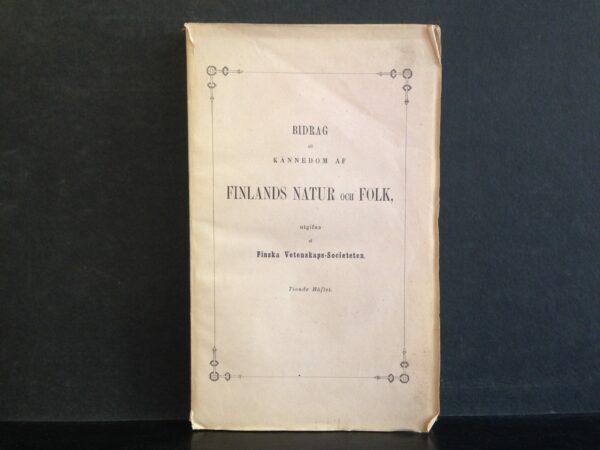 BIDRAG
till
KÄNNEDOM AF
FINLANDS NATUR OCH FOLK,
utgifna
af
Finska Vetenskaps-Societeten.
Tionde Häftet.